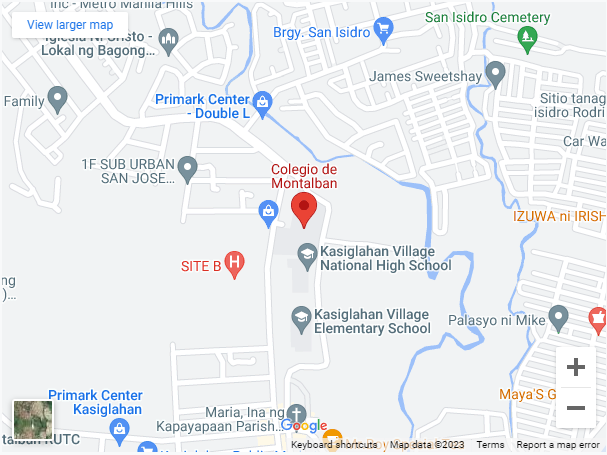 Inc - Metro Manila Hills
View larger map
Iglesia Ni Cristo -
Lokal ng Bagong...
Brgy. San Isidro
San Isidro Cemetery
James Sweetshay
Family
Primark Center
- Double L
Sitio tanag
isidro Rodri
Car Wa
1F SUB URBAN
SAN JOSE...
Colegio de
Montalban
IZUWA ni IRISH
Kasiglahan Village
National High School
SITE B
ng
)...
Kasiglahan Village
Elementary School
Palasyo ni Mike
Maya'S G
Primark Center
Kasiglahan
Maria, Ina ng
Kapayapaan Parish...
Google
Keyboard shortcuts
Map data ©2023
Terms
Report a map error